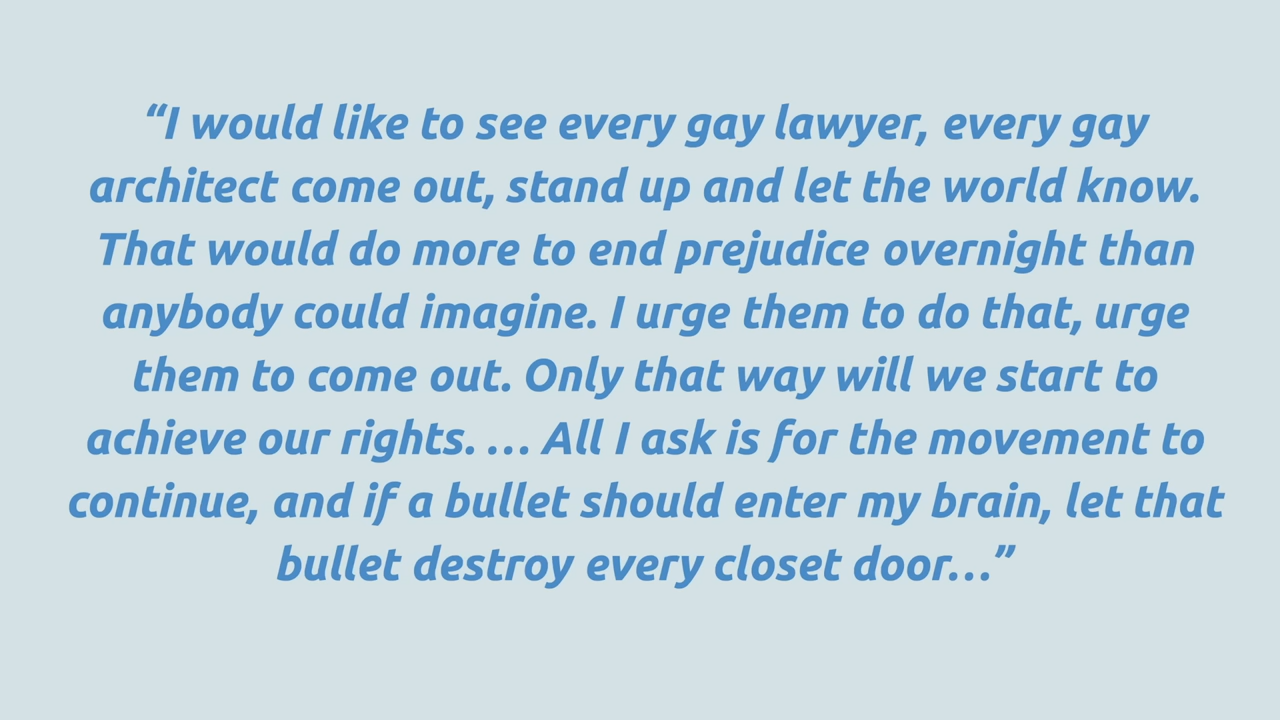 “I would like to see every gay lawyer, every gay
architect come out, stand up and let the world know.
That would do more to end prejudice overnight than
anybody could imagine. I urge them to do that, urge
them to come out. Only that way will we start to
achieve our rights. … All I ask is for the movement to
continue, and if a bullet should enter my brain, let that
bullet destroy every closet door…”